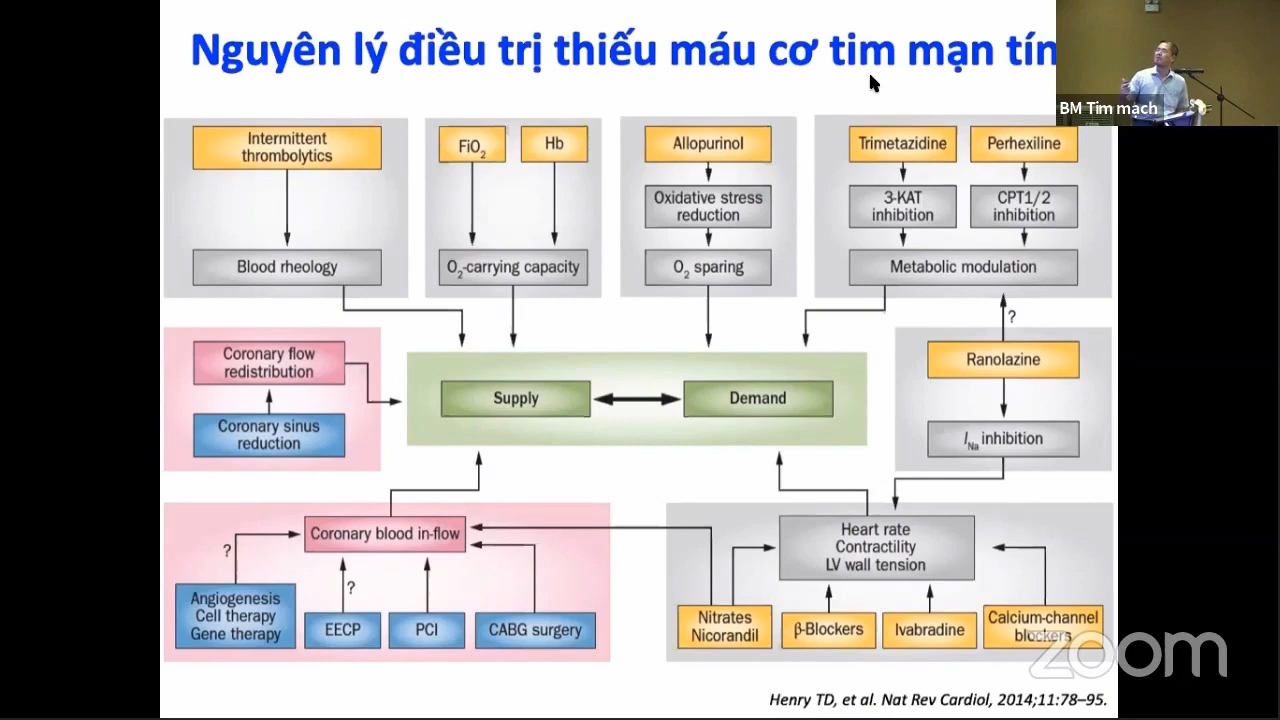 Nguyên lý điều trị thiếu máu cơ tim mạn tín
BM Tim mach
Intermittent
thrombolytics
FiO2
Hb
Allopurinol
Trimetazidine
Perhexiline
Oxidative stress
reduction
3-KAT
inhibition
CPT1/2
inhibition
Blood rheology
O2-carrying capacity
O2 sparing
Metabolic modulation
?
Coronary flow
redistribution
Ranolazine
Supply
Demand
Coronary sinus
reduction
INa inhibition
Coronary blood in-flow
Heart rate
Contractility
LV wall tension
?
?
Angiogenesis
Cell therapy
Gene therapy
EECP
PCI
CABG surgery
Nitrates
Nicorandil
β-Blockers
Ivabradine
Calcium-channel
blockers
zoom
Henry TD, et al. Nat Rev Cardiol, 2014;11:78–95.